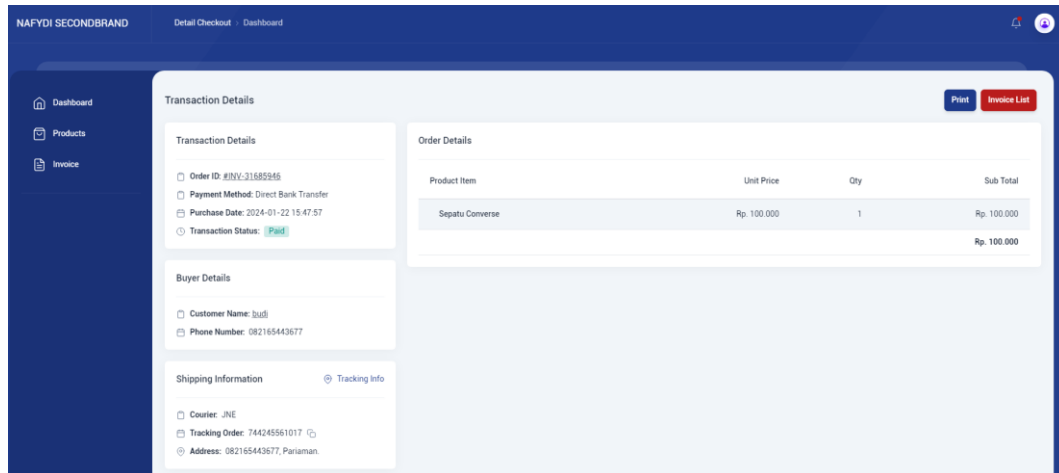 NAFYDI SECONDBRAND
Detail Checkout > Dashboard
Dashboard
Products
Invoice
Transaction Details
Print
Invoice List
Transaction Details
Order ID: #INV-31685946
Payment Method: Direct Bank Transfer
Purchase Date: 2024-01-22 15:47:57
Transaction Status: Paid
Buyer Details
Customer Name: budi
Phone Number: 082165443677
Shipping Information
Tracking Info
Courier: JNE
Tracking Order: 744245561017
Address: 082165443677, Pariaman.
Order Details
Product Item Unit Price Qty Sub Total
Sepatu Converse Rp. 100.000 1 Rp. 100.000
Rp. 100.000